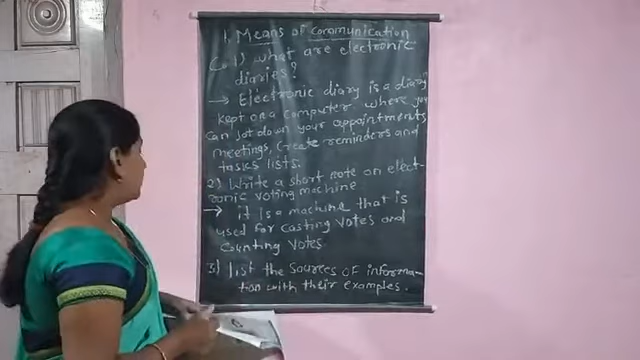 1. Means of communication
C. 1) what are electronic
diaries?
→ Electronic diary is a diary
kept on a computer where you
can jot down your appointments
meetings, create reminders and
tasks lists.
2) Write a short note on elect-
ronic voting machine
→ it is a machine that is
used for casting votes and
counting votes
3) list the sources of informa-
tion with their examples.